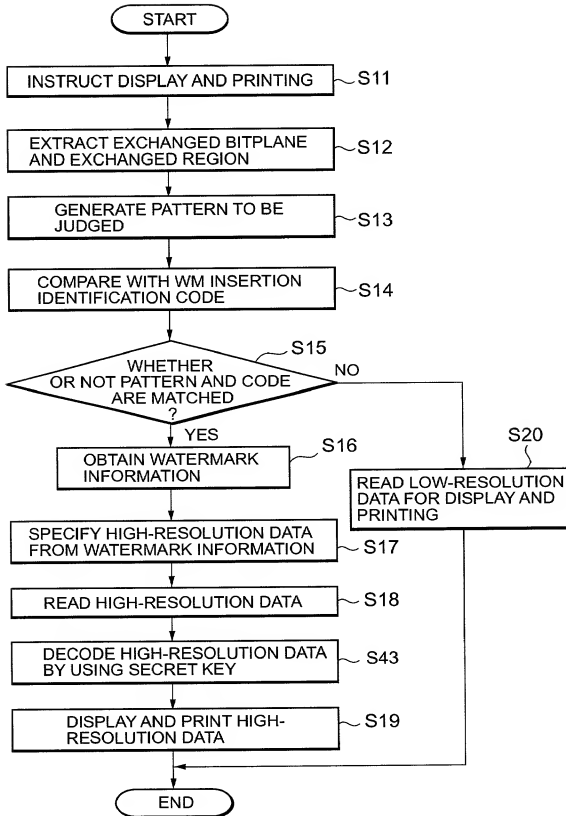 START
INSTRUCT DISPLAY AND PRINTING
S11
EXTRACT EXCHANGED BITPLANE
AND EXCHANGED REGION
S12
GENERATE PATTERN TO BE
JUDGED
S13
COMPARE WITH WM INSERTION
IDENTIFICATION CODE
S14
S15
WHETHER
OR NOT PATTERN AND CODE
ARE MATCHED
?
NO
YES
OBTAIN WATERMARK
INFORMATION
S16
S20
READ LOW-RESOLUTION
DATA FOR DISPLAY AND
PRINTING
SPECIFY HIGH-RESOLUTION DATA
FROM WATERMARK INFORMATION
S17
READ HIGH-RESOLUTION DATA
S18
DECODE HIGH-RESOLUTION DATA
BY USING SECRET KEY
S43
DISPLAY AND PRINT HIGH-
RESOLUTION DATA
S19
END